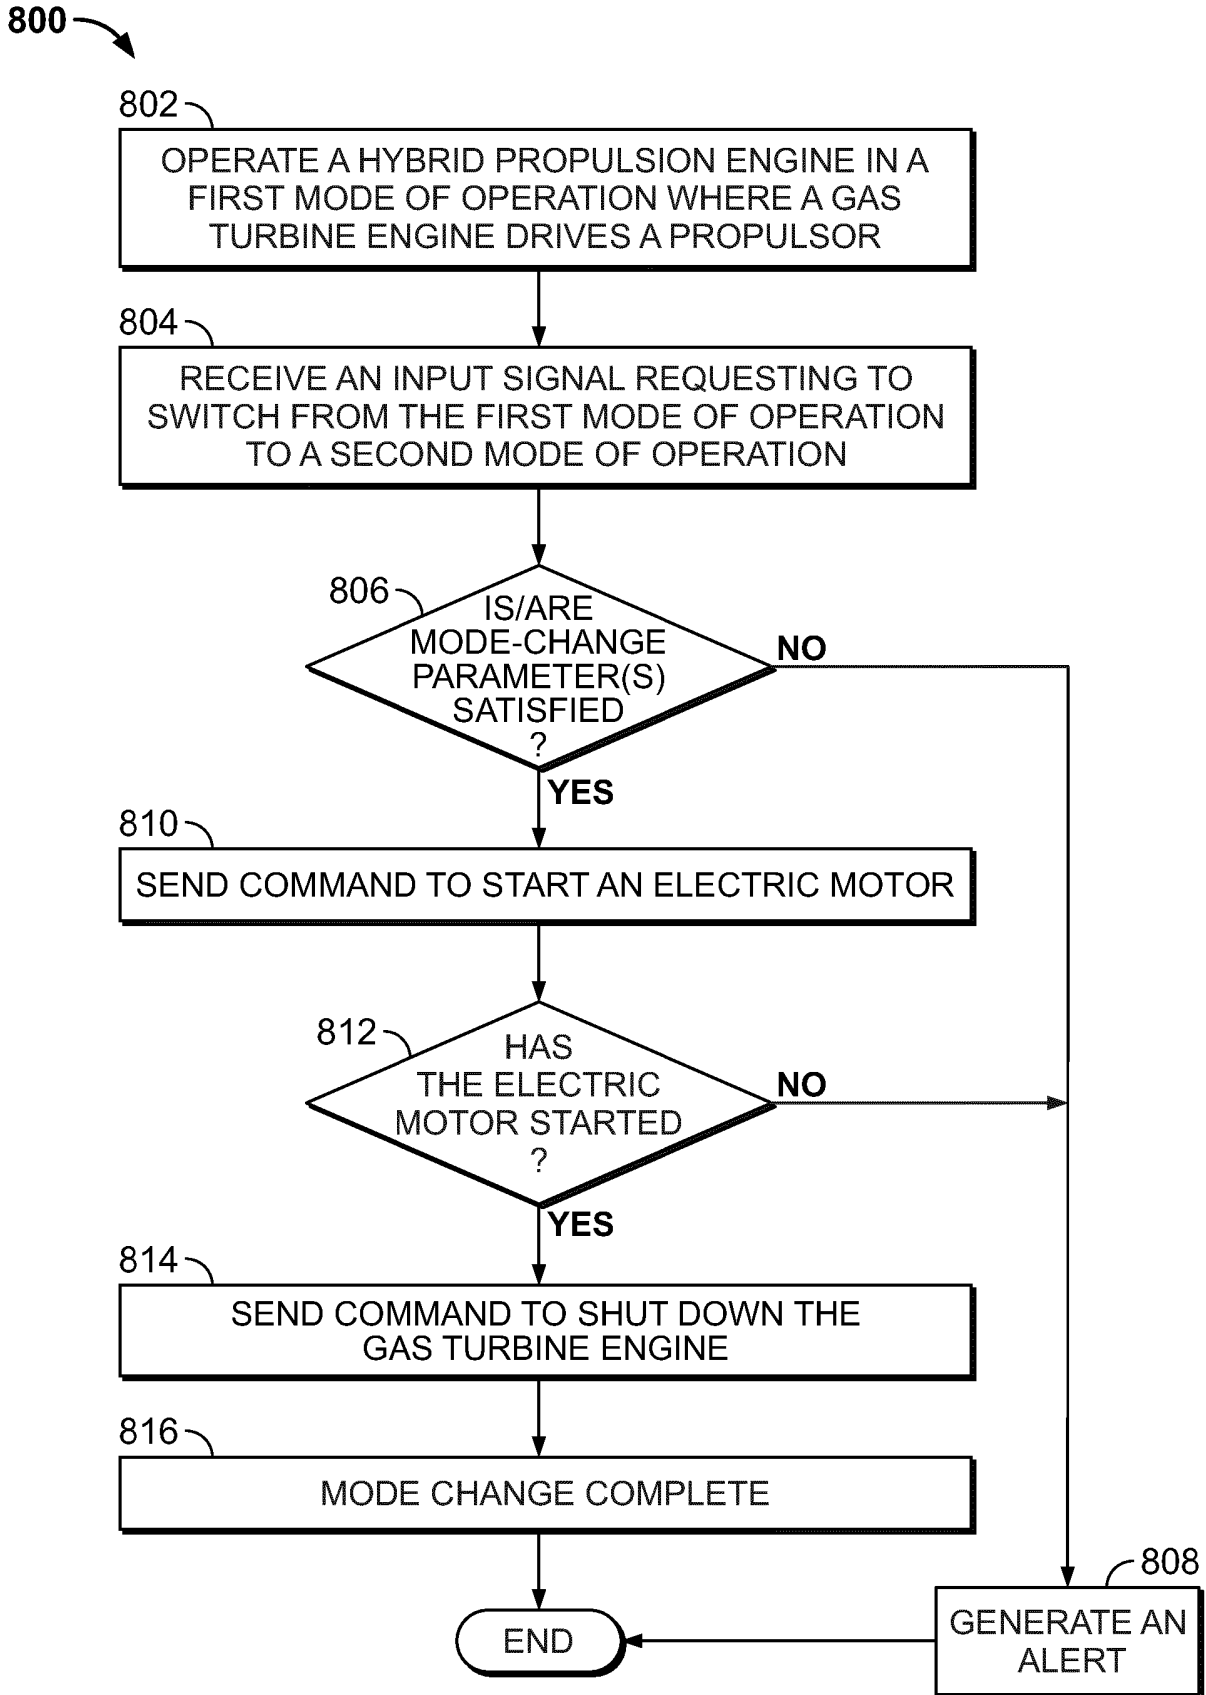 800
802
OPERATE A HYBRID PROPULSION ENGINE IN A
FIRST MODE OF OPERATION WHERE A GAS
TURBINE ENGINE DRIVES A PROPULSOR
804
RECEIVE AN INPUT SIGNAL REQUESTING TO
SWITCH FROM THE FIRST MODE OF OPERATION
TO A SECOND MODE OF OPERATION
806
IS/ARE
MODE-CHANGE
PARAMETER(S)
SATISFIED
?
NO
YES
810
SEND COMMAND TO START AN ELECTRIC MOTOR
812
HAS
THE ELECTRIC
MOTOR STARTED
?
NO
YES
814
SEND COMMAND TO SHUT DOWN THE
GAS TURBINE ENGINE
816
MODE CHANGE COMPLETE
808
GENERATE AN
ALERT
END